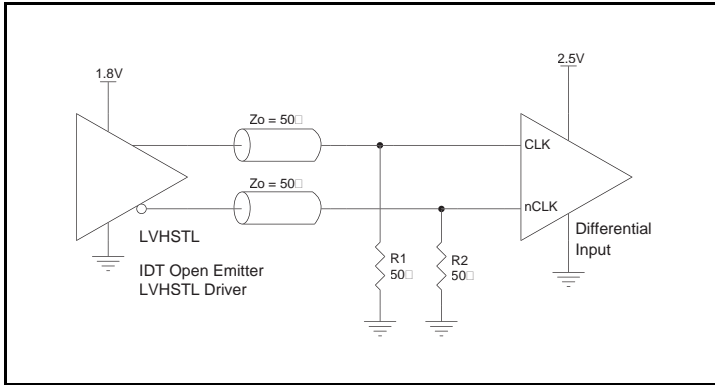 1.8V
2.5V
Zo = 50□
CLK
Zo = 50□
nCLK
LVHSTL
IDT Open Emitter
LVHSTL Driver
R1
50□
R2
50□
Differential
Input